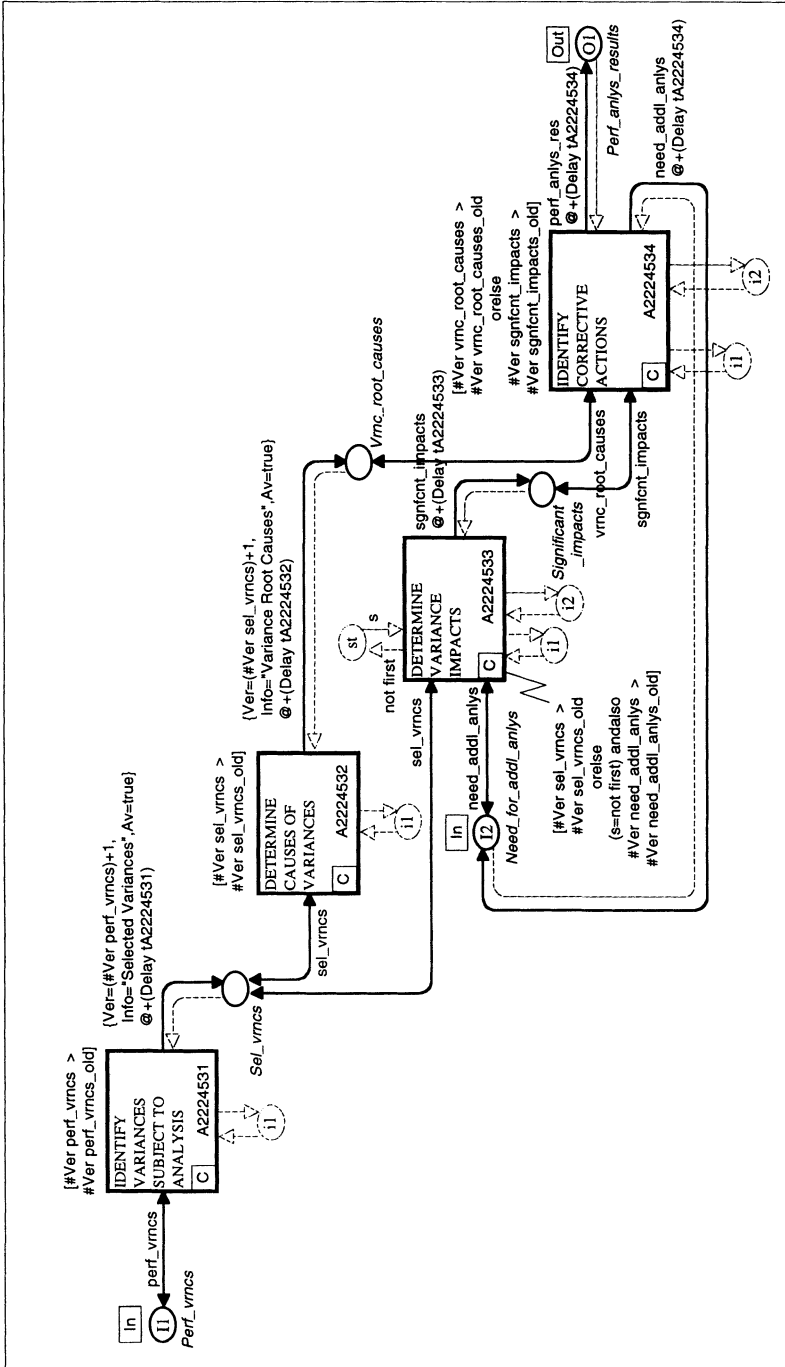 In
I1
Perf_vrncs
perf_vrncs
[#Ver perf_vrncs >
#Ver perf_vrncs_old]
IDENTIFY
VARIANCES
SUBJECT TO
ANALYSIS
C
A2224531
i1
{Ver=(#Ver perf_vrncs)+1,
Info="Selected Variances",Av=true}
@+(Delay tA2224531)
Sel_vrncs
sel_vrncs
[#Ver sel_vrncs >
#Ver sel_vrncs_old]
DETERMINE
CAUSES OF
VARIANCES
C
A2224532
i1
{Ver=(#Ver sel_vrncs)+1,
Info="Variance Root Causes",Av=true}
@+(Delay tA2224532)
Vrnc_root_causes
sel_vrncs
not first
st
s
DETERMINE
VARIANCE
IMPACTS
C
A2224533
i1
i2
In
I2
Need_for_addl_anlys
need_addl_anlys
[#Ver sel_vrncs >
#Ver sel_vrncs_old
orelse
(s=not first) andalso
#Ver need_addl_anlys >
#Ver need_addl_anlys_old]
sgnfcnt_impacts
@+(Delay tA2224533)
Significant
_impacts
vrnc_root_causes
sgnfcnt_impacts
[#Ver vrnc_root_causes >
#Ver vrnc_root_causes_old
orelse
#Ver sgnfcnt_impacts >
#Ver sgnfcnt_impacts_old]
IDENTIFY
CORRECTIVE
ACTIONS
C
A2224534
i1
i2
perf_anlys_res
@+(Delay tA2224534)
Out
O1
Perf_anlys_results
need_addl_anlys
@+(Delay tA2224534)